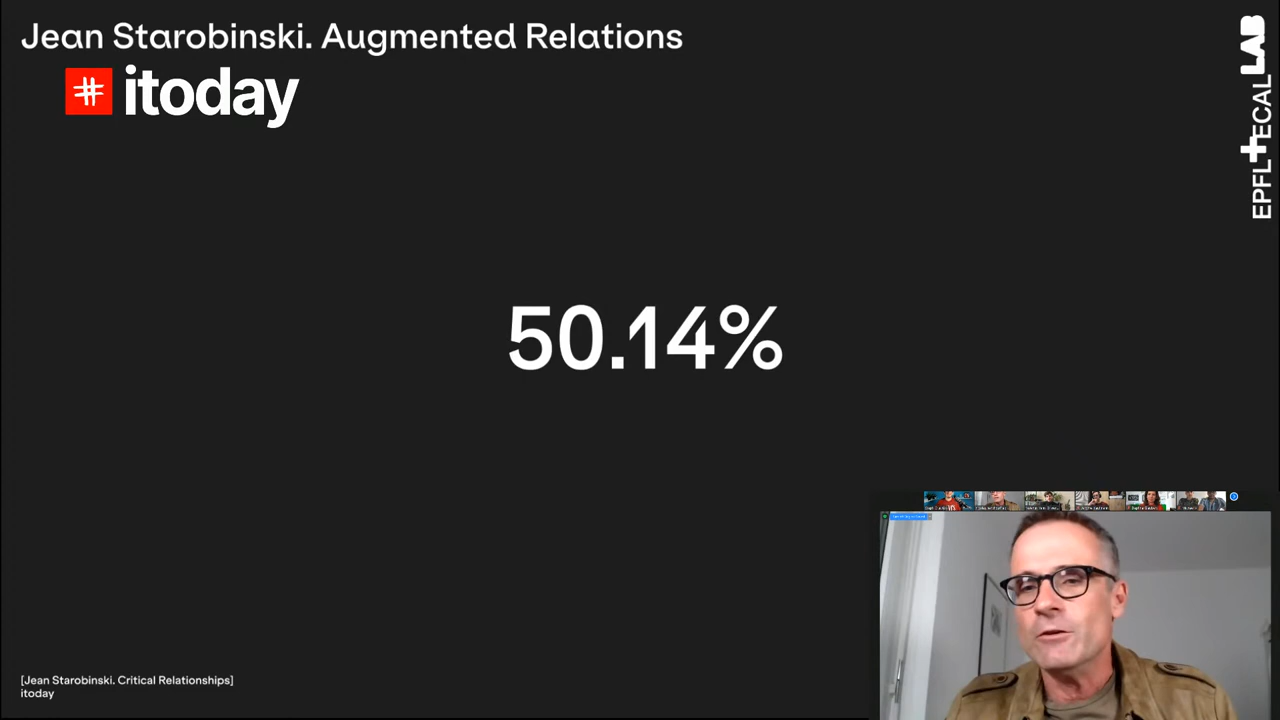 Jean Starobinski. Augmented Relations
# itoday
EPFL+ECAL LAB
50.14%
[Jean Starobinski. Critical Relationships]
itoday